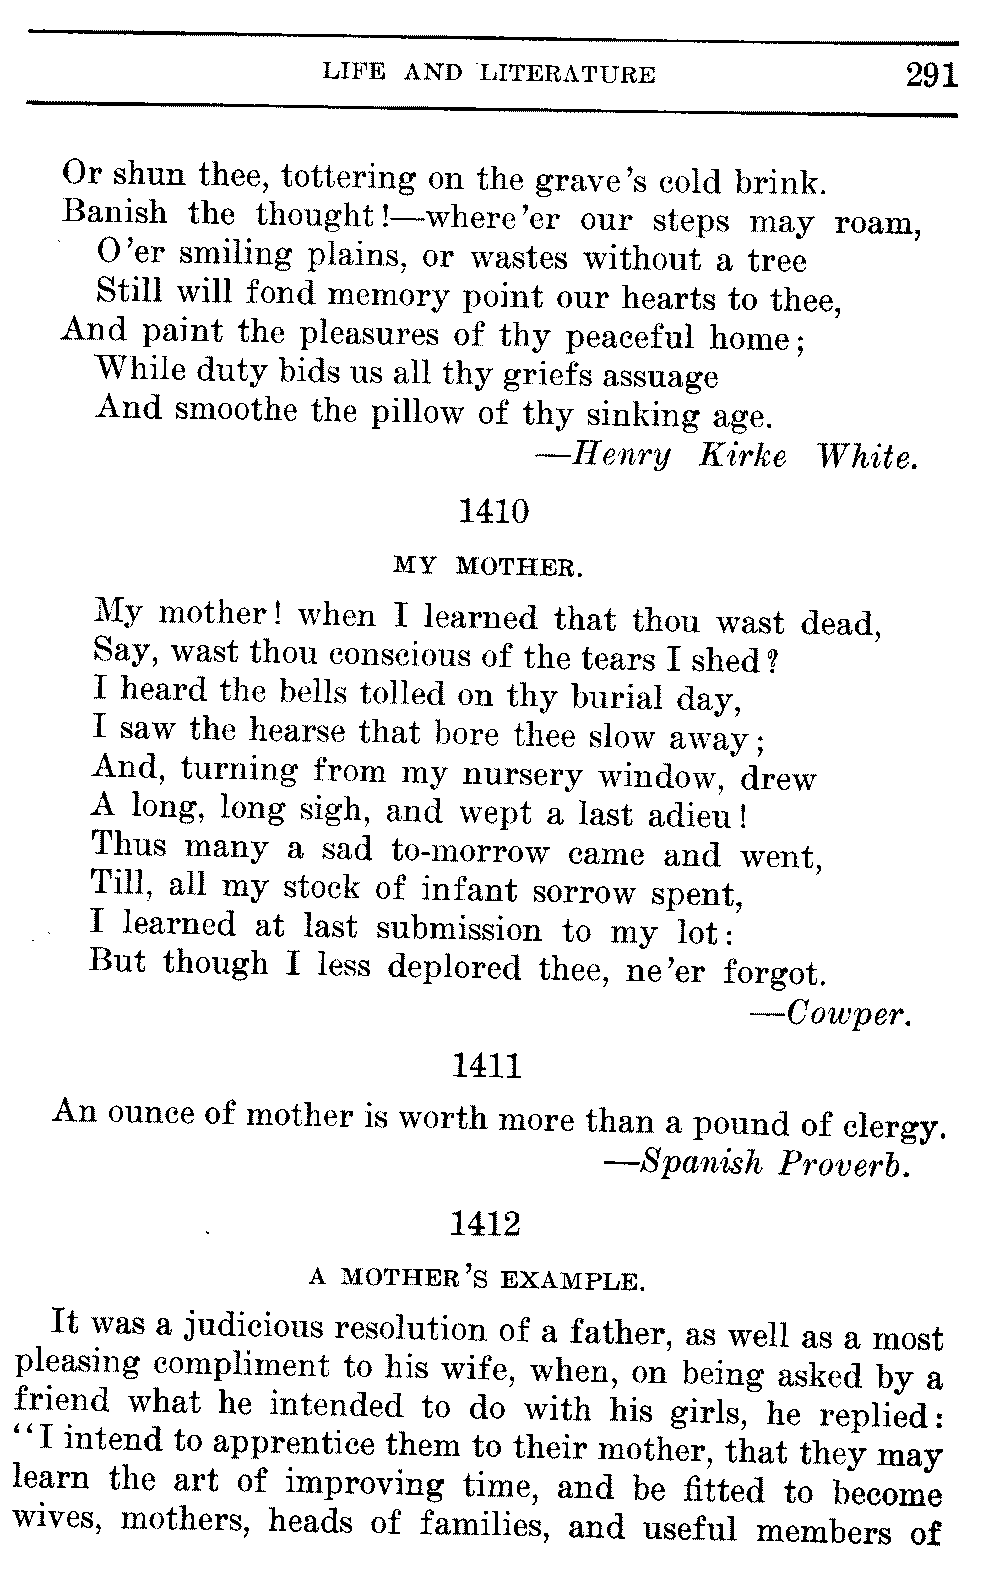 LIFE AND LITERATURE 291
Or shun thee, tottering on the grave's cold brink.
Banish the thought!—where'er our steps may roam,
O'er smiling plains, or wastes without a tree
Still will fond memory point our hearts to thee,
And paint the pleasures of thy peaceful home;
While duty bids us all thy griefs assuage
And smoothe the pillow of thy sinking age.
—Henry Kirke White.
1410
MY MOTHER.
My mother! when I learned that thou wast dead,
Say, wast thou conscious of the tears I shed?
I heard the bells tolled on thy burial day,
I saw the hearse that bore thee slow away;
And, turning from my nursery window, drew
A long, long sigh, and wept a last adieu!
Thus many a sad to-morrow came and went,
Till, all my stock of infant sorrow spent,
I learned at last submission to my lot:
But though I less deplored thee, ne'er forgot.
—Cowper.
1411
An ounce of mother is worth more than a pound of clergy.
—Spanish Proverb.
1412
A MOTHER'S EXAMPLE.
It was a judicious resolution of a father, as well as a most
pleasing compliment to his wife, when, on being asked by a
friend what he intended to do with his girls, he replied:
"I intend to apprentice them to their mother, that they may
learn the art of improving time, and be fitted to become
wives, mothers, heads of families, and useful members of